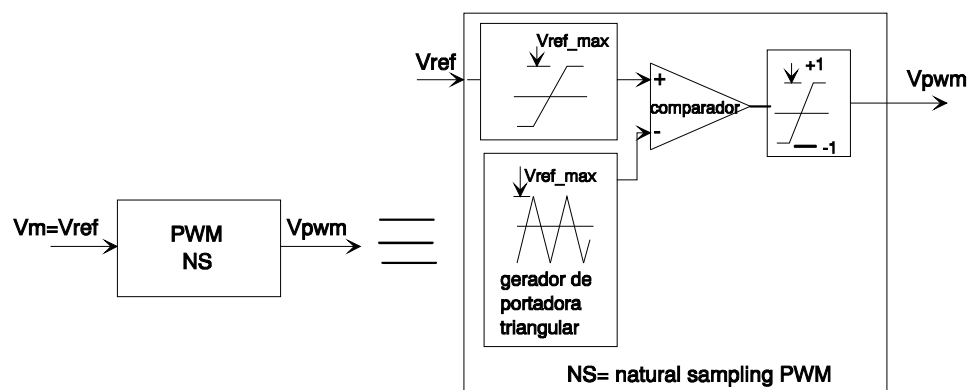 Vm=Vref
PWM
NS
Vpwm
Vref
Vref_max
Vref_max
gerador de
portadora
triangular
+
comparador
-
+1
-1
Vpwm
NS= natural sampling PWM